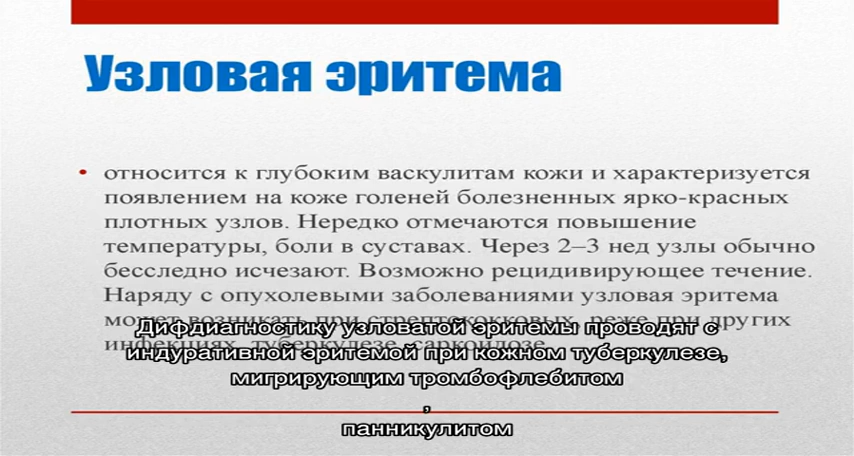 Узловая эритема
• относится к глубоким васкулитам кожи и характеризуется
появлением на коже голеней болезненных ярко-красных
плотных узлов. Нередко отмечаются повышение
температуры, боли в суставах. Через 2–3 нед узлы обычно
бесследно исчезают. Возможно рецидивирующее течение.
Наряду с опухолевыми заболеваниями узловая эритема
может возникать при стрептококковых, реже при других
инфекциях, туберкулезе, саркоидозе.
Дифдиагностику узловатой эритемы проводят с
индуративной эритемой при кожном туберкулезе,
мигрирующим тромбофлебитом
,
панникулитом